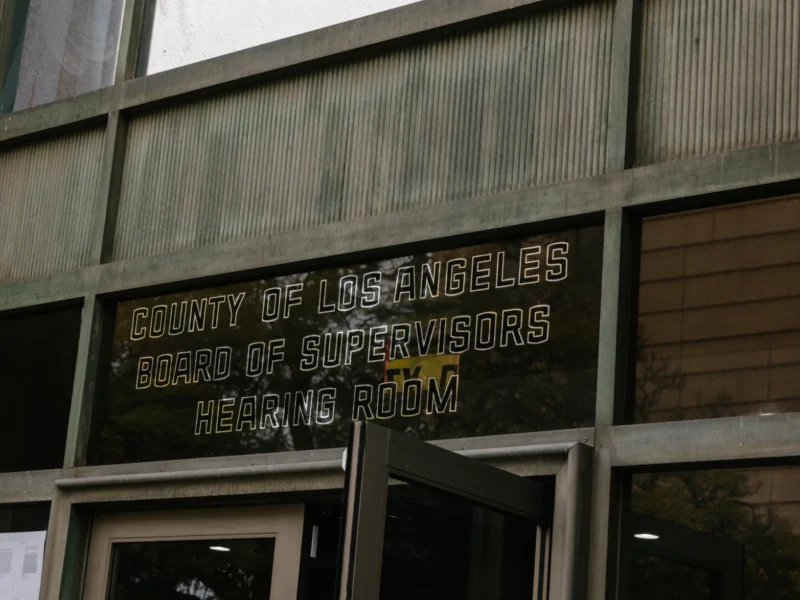 COUNTY OF LOS ANGELES
BOARD OF SUPERVISORS
HEARING ROOM